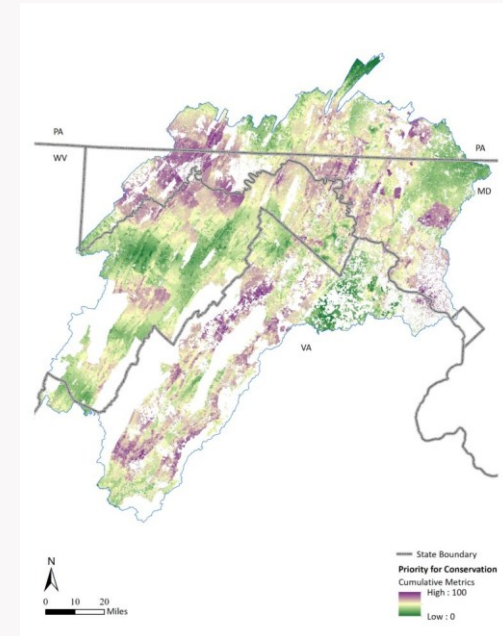 PA
PA
WV
MD
VA
N
0 10 20
Miles
State Boundary
Priority for Conservation
Cumulative Metrics
High : 100
Low : 0